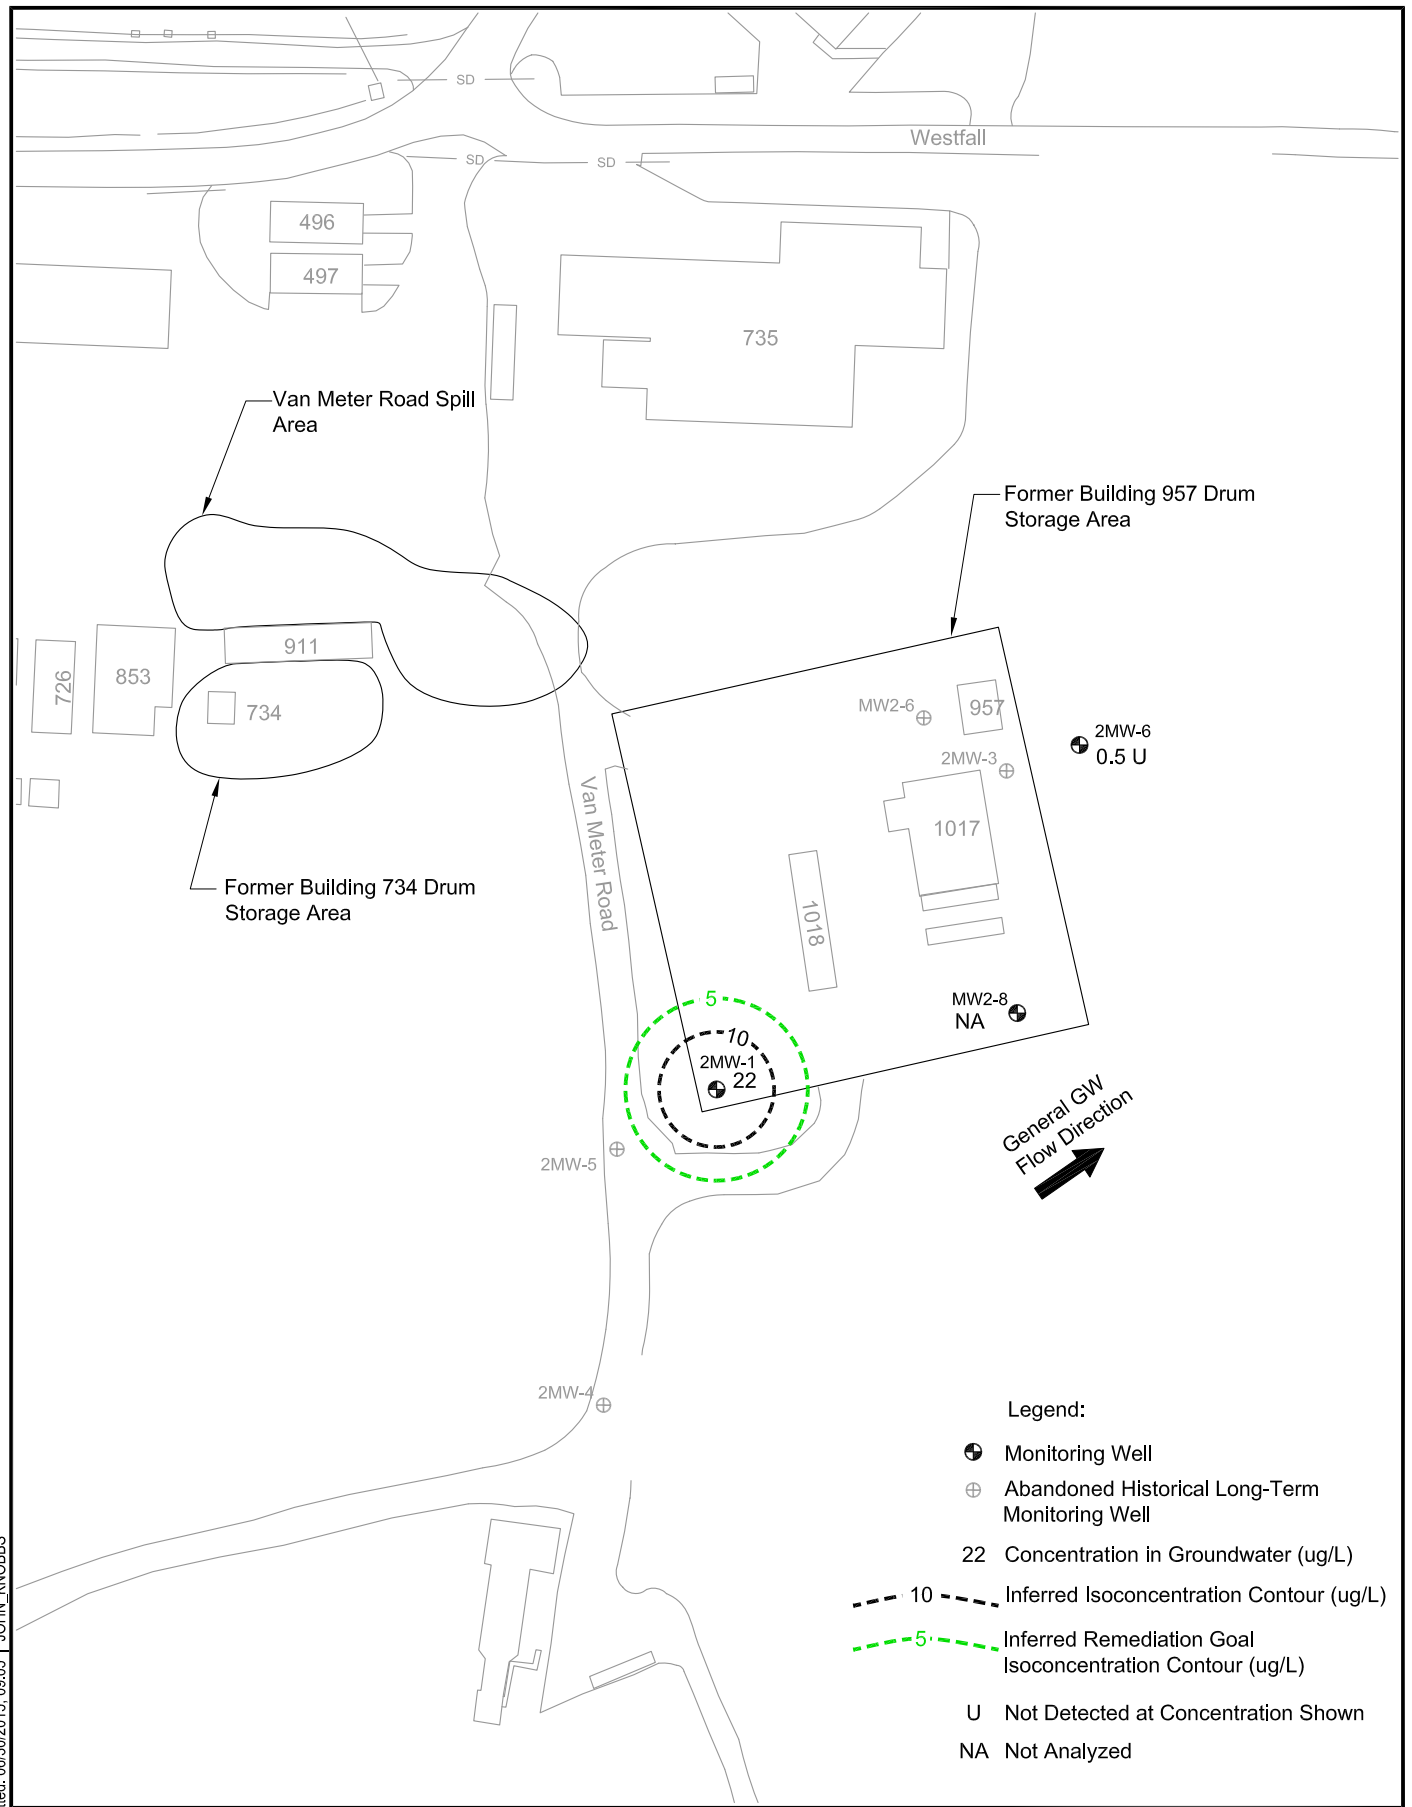 SD
Westfall
SD
SD
496
497
735
Van Meter Road Spill
Area
Former Building 957 Drum
Storage Area
911
726
853
734
MW2-6
957
2MW-6
0.5 U
2MW-3
Van Meter Road
1017
Former Building 734 Drum
Storage Area
1018
5
MW2-8
NA
10
2MW-1
22
General GW
Flow Direction
2MW-5
2MW-4
Legend:
Monitoring Well
Abandoned Historical Long-Term
Monitoring Well
22 Concentration in Groundwater (ug/L)
10 Inferred Isoconcentration Contour (ug/L)
5 Inferred Remediation Goal
Isoconcentration Contour (ug/L)
U Not Detected at Concentration Shown
NA Not Analyzed